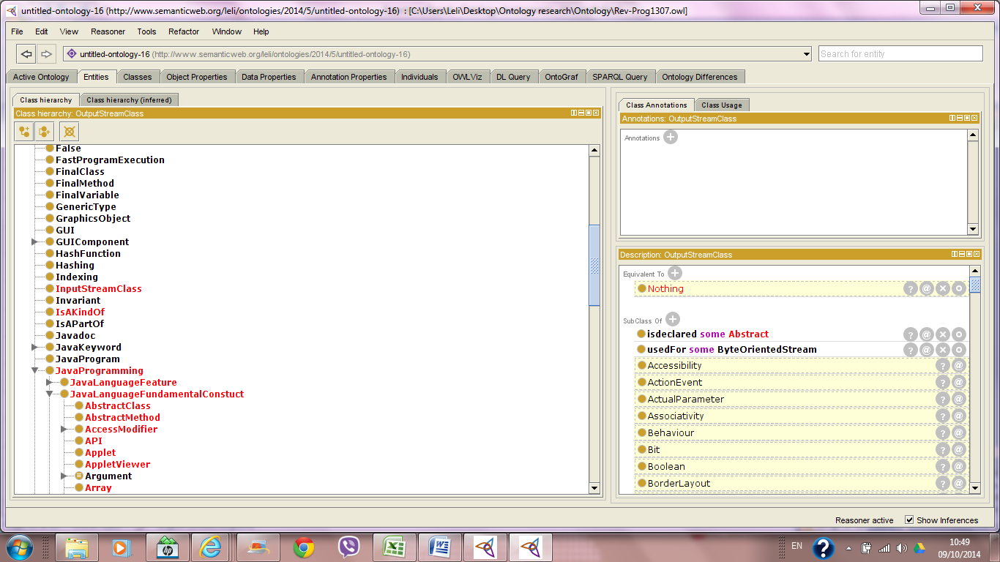 untitled-ontology-16 (http://www.semanticweb.org/leli/ontologies/2014/5/untitled-ontology-16) : [C:\Users\Leli\Desktop\Ontology research\Ontology\Rev-Prog1307.owl]
File Edit View Reasoner Tools Refactor Window Help
untitled-ontology-16 (http://www.semanticweb.org/leli/ontologies/2014/5/untitled-ontology-16)
Search for entity
Active Ontology Entities Classes Object Properties Data Properties Annotation Properties Individuals OWLViz DL Query OntoGraf SPARQL Query Ontology Differences
Class hierarchy Class hierarchy (inferred)
Class hierarchy: OutputStreamClass
False
FastProgramExecution
FinalClass
FinalMethod
FinalVariable
GenericType
GraphicsObject
GUI
GUIComponent
HashFunction
Hashing
Indexing
InputStreamClass
Invariant
IsAKindOf
IsAPartOf
Javadoc
JavaKeyword
JavaProgram
JavaProgramming
JavaLanguageFeature
JavaLanguageFundamentalConstuct
AbstractClass
AbstractMethod
AccessModifier
API
Applet
AppletViewer
Argument
Array
Class Annotations Class Usage
Annotations: OutputStreamClass
Annotations
Description: OutputStreamClass
Equivalent To
Nothing
SubClass Of
isdeclared some Abstract
usedFor some ByteOrientedStream
Accessibility
ActionEvent
ActualParameter
Associativity
Behaviour
Bit
Boolean
BorderLayout
Reasoner active Show Inferences
EN
10:49
09/10/2014